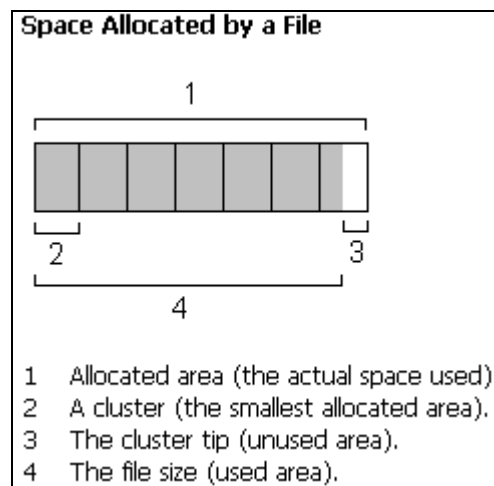 Space Allocated by a File
1
2
3
4
1 Allocated area (the actual space used)
2 A cluster (the smallest allocated area).
3 The cluster tip (unused area).
4 The file size (used area).